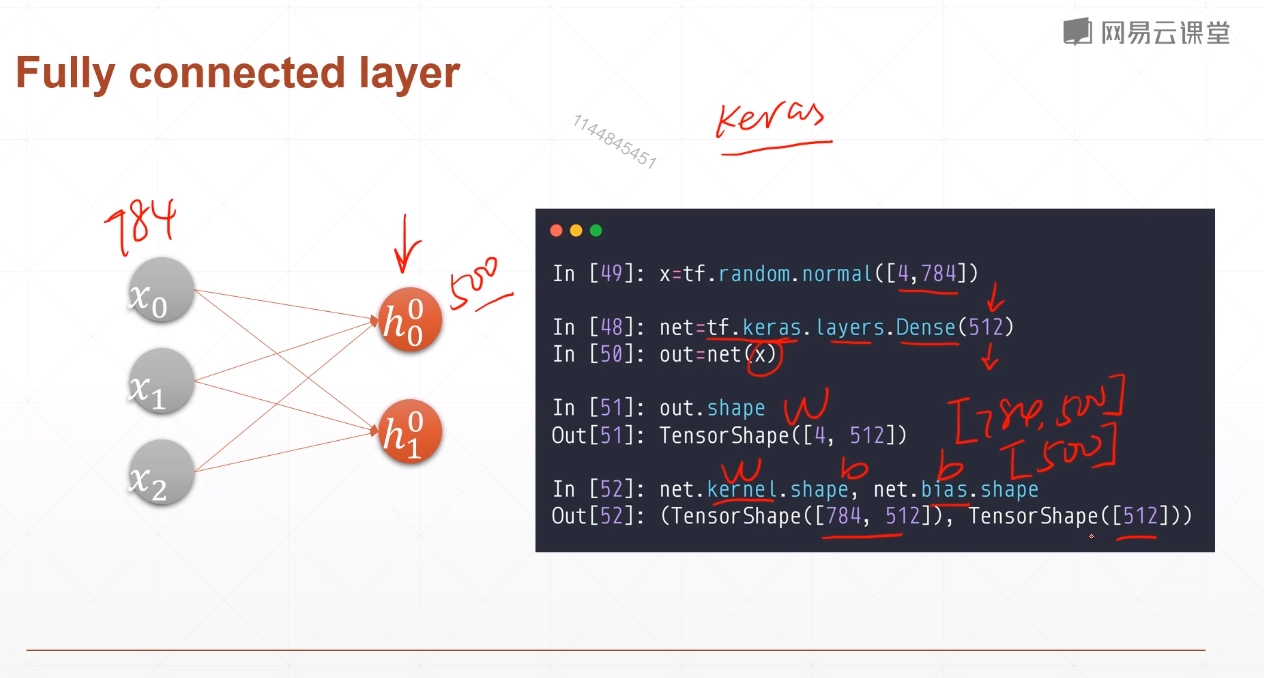 网易云课堂
Fully connected layer
keras
1144845451
784
x_0
x_1
x_2
500
h_0^0
h_1^0
In [49]: x=tf.random.normal([4,784])
In [48]: net=tf.keras.layers.Dense(512)
In [50]: out=net(x)
In [51]: out.shape
W
[784,500]
Out[51]: TensorShape([4, 512])
W b b [500]
In [52]: net.kernel.shape, net.bias.shape
Out[52]: (TensorShape([784, 512]), TensorShape([512]))